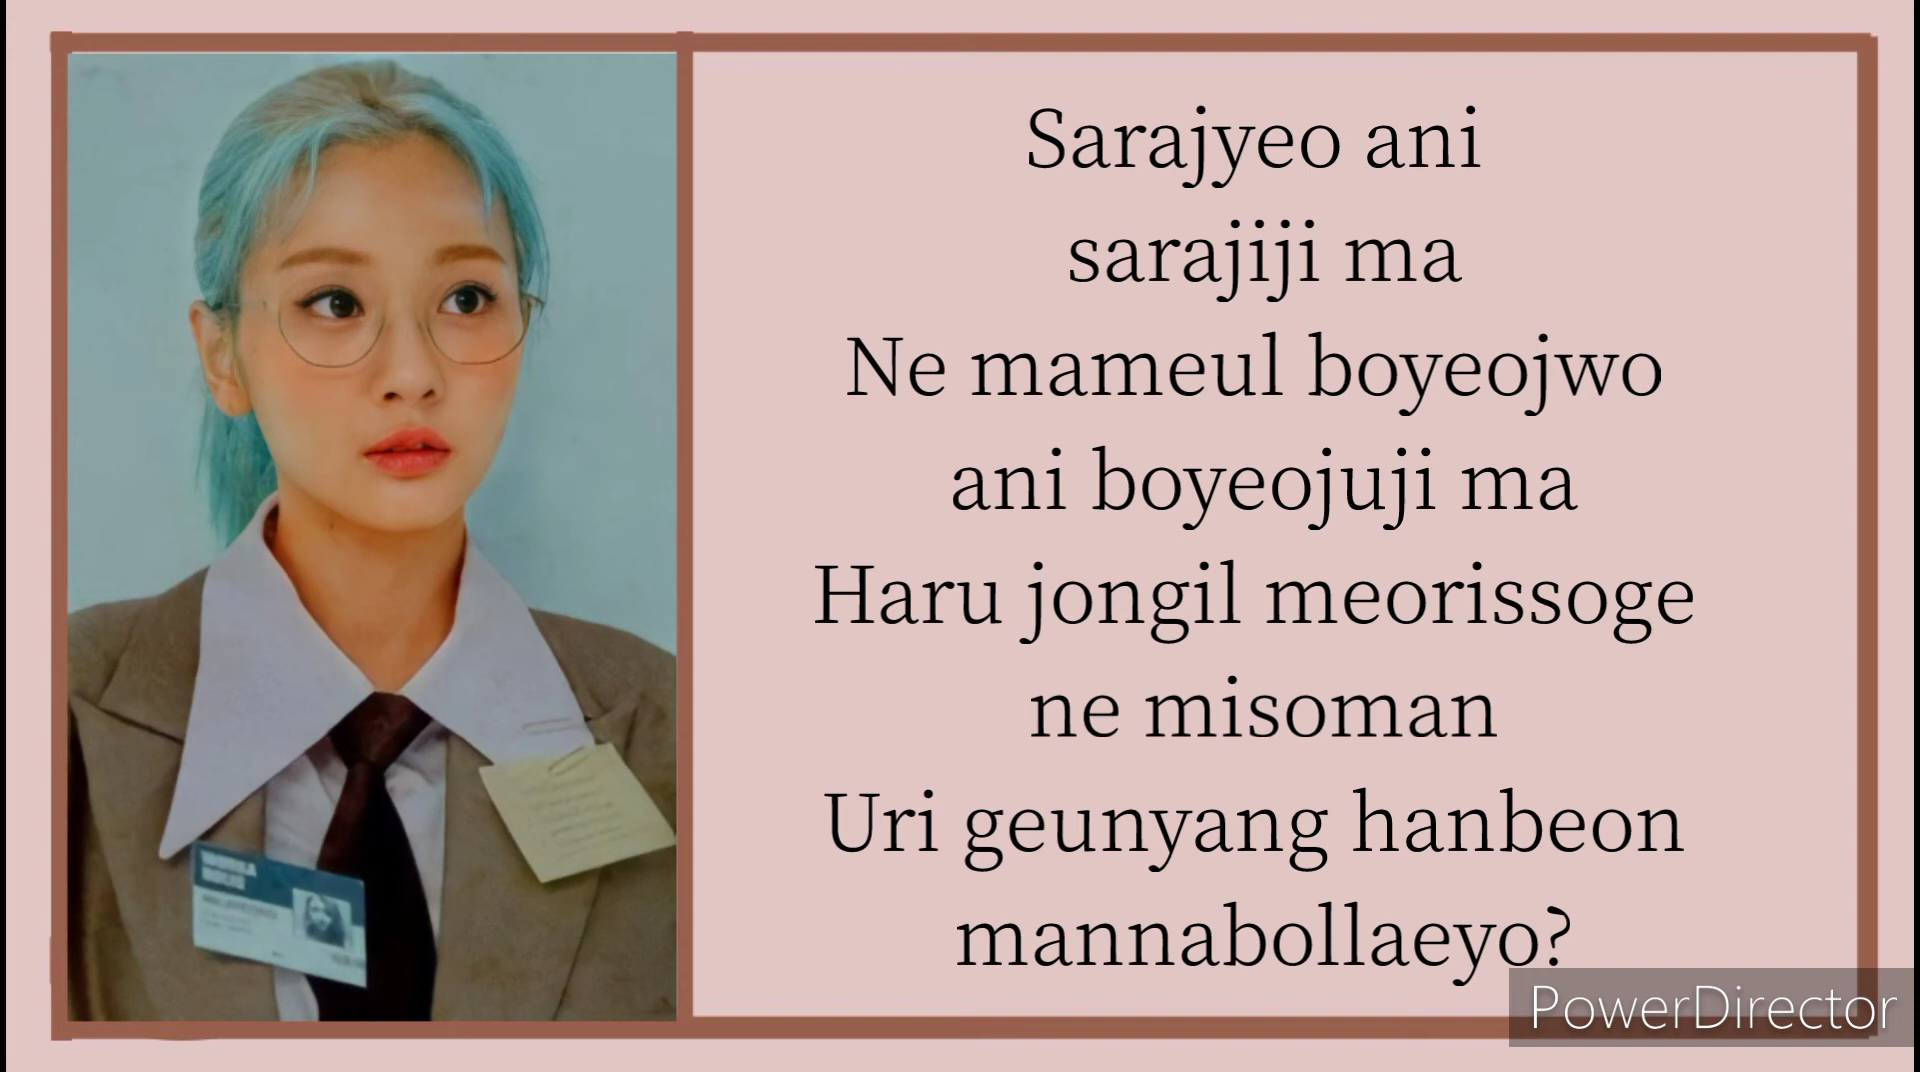 Sarajyeo ani
sarajiji ma
Ne mameul boyeojwo
ani boyeojuji ma
Haru jongil meorissoge
ne misoman
Uri geunyang hanbeon
mannabollaeyo?
PowerDirector